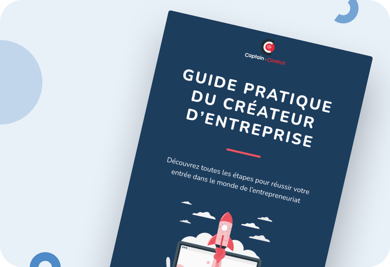 Captain Contrat
GUIDE PRATIQUE
DU CRÉATEUR
D'ENTREPRISE
Découvrez toutes les étapes pour réussir votre
entrée dans le monde de l'entrepreneuriat